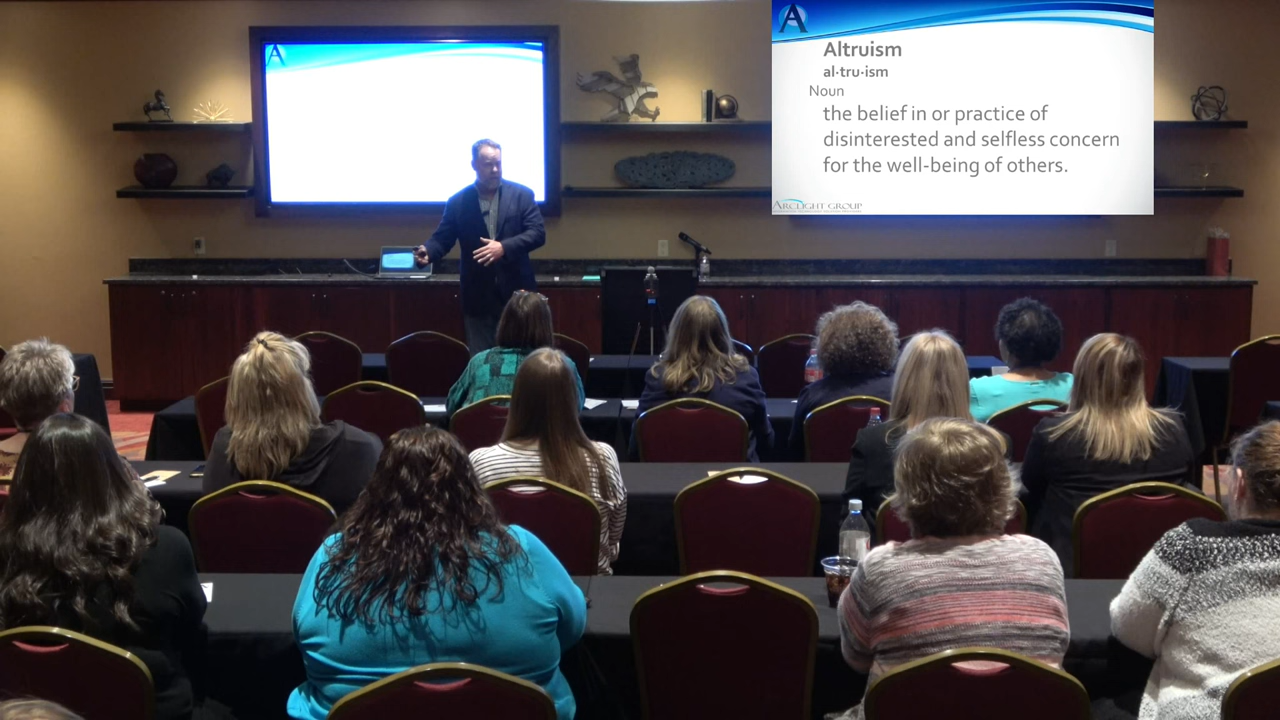 Altruism
al·tru·ism
Noun
the belief in or practice of
disinterested and selfless concern
for the well-being of others.
ARCLIGHT GROUP